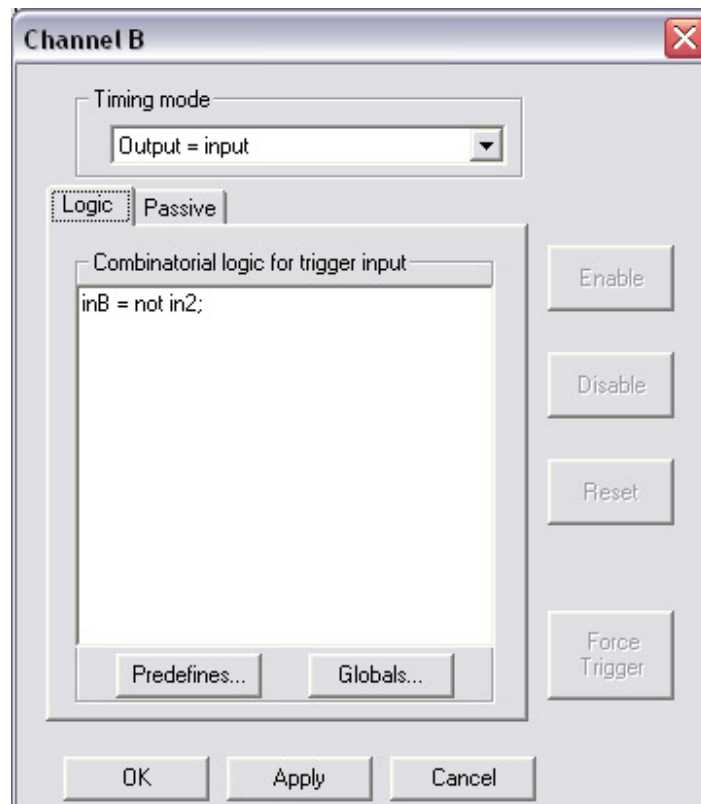 Channel B
Timing mode
Output = input
Logic
Passive
Combinatorial logic for trigger input
inB = not in2;
Predefines...
Globals...
Enable
Disable
Reset
Force
Trigger
OK
Apply
Cancel